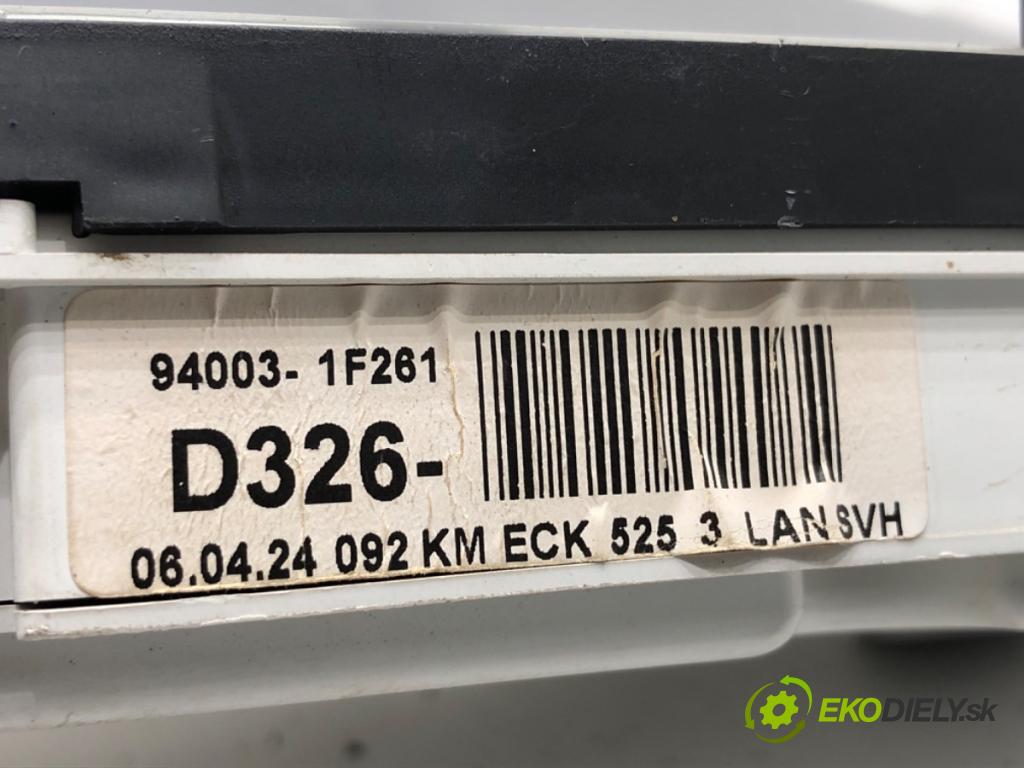 94003- 1F261
D326-
06.04.24 092 KM ECK 525 3 LAN SVH
EKODIELY.sk